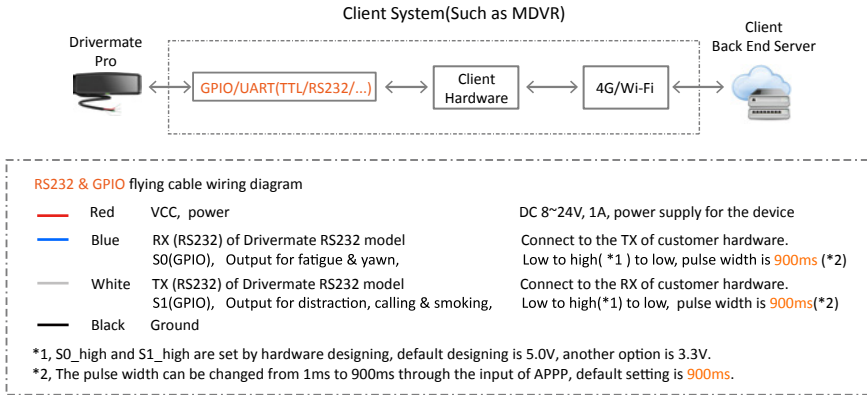 Client System(Such as MDVR)
Drivermate
Pro
GPIO/UART(TTL/RS232/...)
Client
Hardware
4G/Wi-Fi
Client
Back End Server
RS232 & GPIO flying cable wiring diagram
Red VCC, power DC 8~24V, 1A, power supply for the device
Blue RX (RS232) of Drivermate RS232 model Connect to the TX of customer hardware.
S0(GPIO), Output for fatigue & yawn, Low to high( *1 ) to low, pulse width is 900ms (*2)
White TX (RS232) of Drivermate RS232 model Connect to the RX of customer hardware.
S1(GPIO), Output for distraction, calling & smoking, Low to high(*1) to low, pulse width is 900ms(*2)
Black Ground
*1, S0_high and S1_high are set by hardware designing, default designing is 5.0V, another option is 3.3V.
*2, The pulse width can be changed from 1ms to 900ms through the input of APPP, default setting is 900ms.